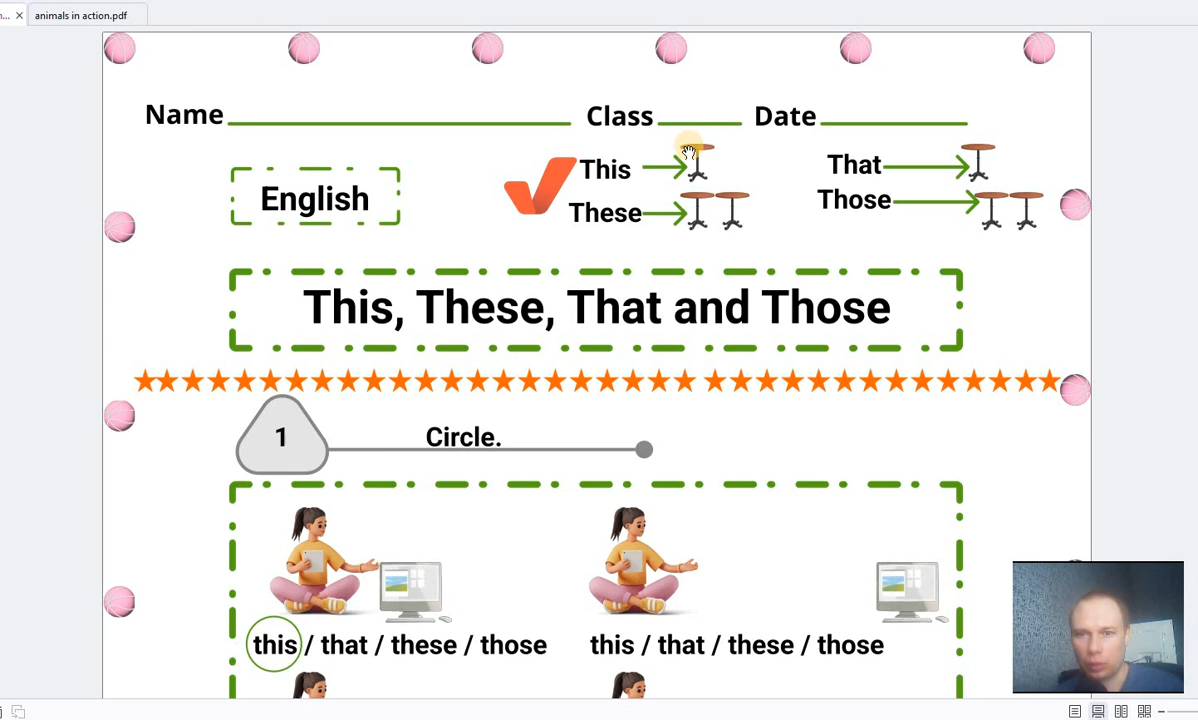 n...
animals in action.pdf
Name Class Date
This That
These Those
English
This, These, That and Those
1 Circle.
this / that / these / those this / that / these / those